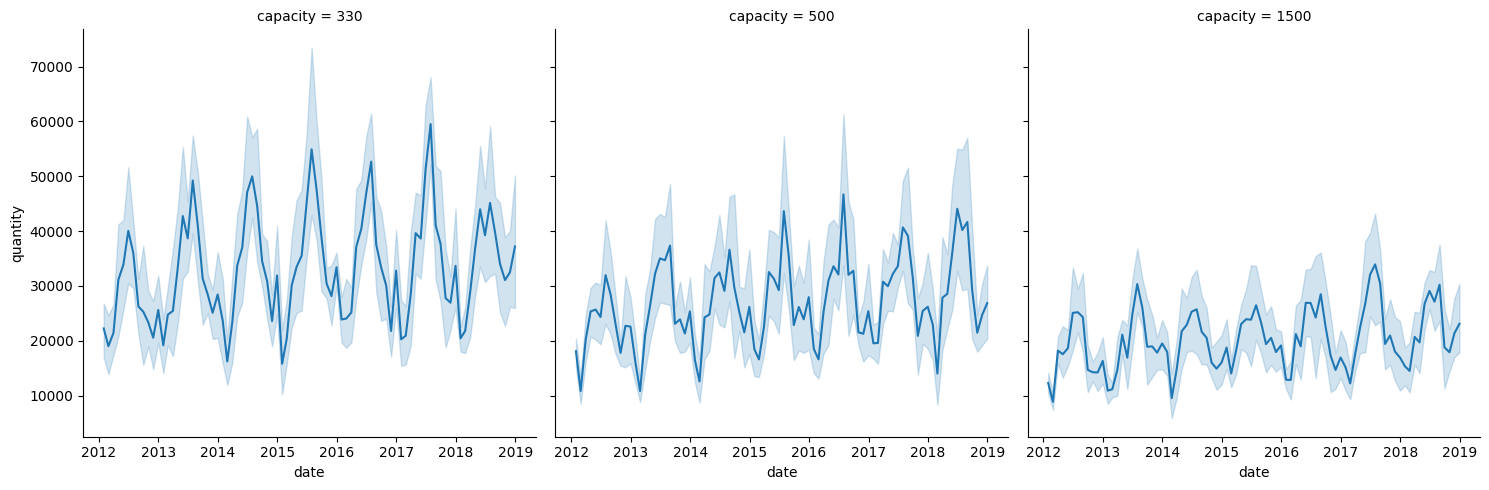 capacity = 330
capacity = 500
capacity = 1500
70000
60000
50000
40000
30000
20000
10000
quantity
2012 2013 2014 2015 2016 2017 2018 2019
2012 2013 2014 2015 2016 2017 2018 2019
2012 2013 2014 2015 2016 2017 2018 2019
date
date
date